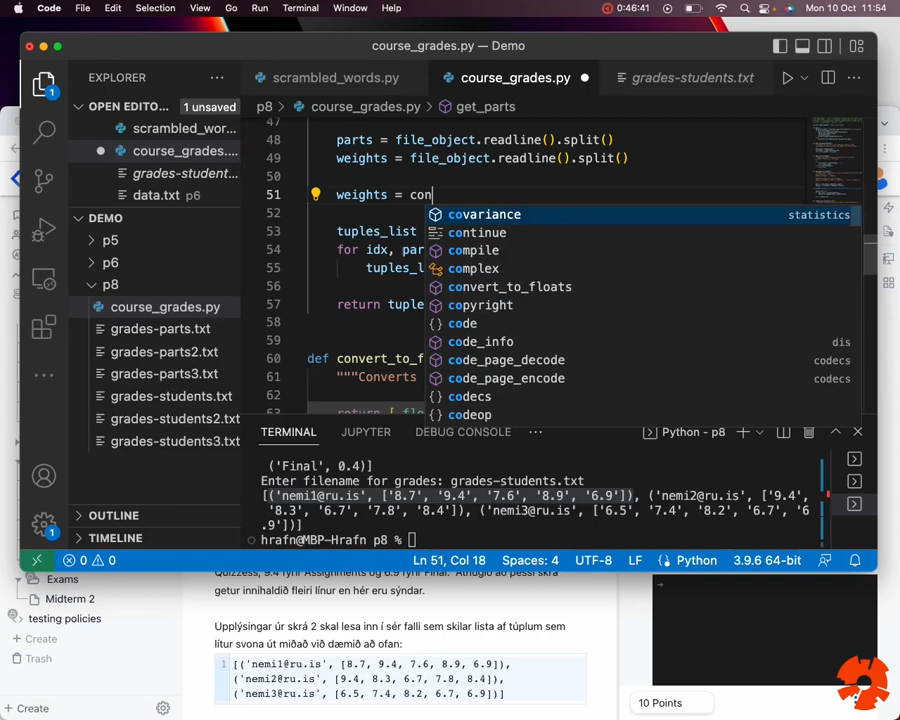 Code File Edit Selection View Go Run Terminal Window Help 0:46:41 Mon 10 Oct 11:54
course_grades.py — Demo
EXPLORER
scrambled_words.py course_grades.py grades-students.txt
OPEN EDITO... 1 unsaved
p8 > course_grades.py > get_parts
scrambled_wor...
course_grades....
grades-student...
data.txt p6
DEMO
p5
p6
p8
course_grades.py
grades-parts.txt
grades-parts2.txt
grades-parts3.txt
grades-students.txt
grades-students2.txt
grades-students3.txt
OUTLINE
TIMELINE
47
48 parts = file_object.readline().split()
49 weights = file_object.readline().split()
50
51 weights = con
52
53 tuples_list
54 for idx, par
55 tuples_l
56
57 return tuple
58
59
60 def convert_to_f
61 """Converts
62
63 return [ flo
covariance statistics
continue
compile
complex
convert_to_floats
copyright
code
code_info dis
code_page_decode codecs
code_page_encode codecs
codecs
codeop
TERMINAL JUPYTER DEBUG CONSOLE Python - p8
('Final', 0.4)]
Enter filename for grades: grades-students.txt
[('nemi1@ru.is', ['8.7', '9.4', '7.6', '8.9', '6.9']), ('nemi2@ru.is', ['9.4',
'8.3', '6.7', '7.8', '8.4']), ('nemi3@ru.is', ['6.5', '7.4', '8.2', '6.7', '6
.9'])]
hrafn@MBP-Hrafn p8 %
0 0 Ln 51, Col 18 Spaces: 4 UTF-8 LF Python 3.9.6 64-bit
Exams
Midterm 2
testing policies
Create
Trash
Create
Quizzess, 9.4 fyrir Assignments og 6.9 fyrir Final. Athugið að þessi skrá
getur innihaldið fleiri línur en hér eru sýndar.
Upplýsingar úr skrá 2 skal lesa inn í sér falli sem skilar lista af túplum sem
lítur svona út miðað við dæmið að ofan:
1 [('nemi1@ru.is', [8.7, 9.4, 7.6, 8.9, 6.9]),
('nemi2@ru.is', [9.4, 8.3, 6.7, 7.8, 8.4]),
('nemi3@ru.is', [6.5, 7.4, 8.2, 6.7, 6.9])]
10 Points